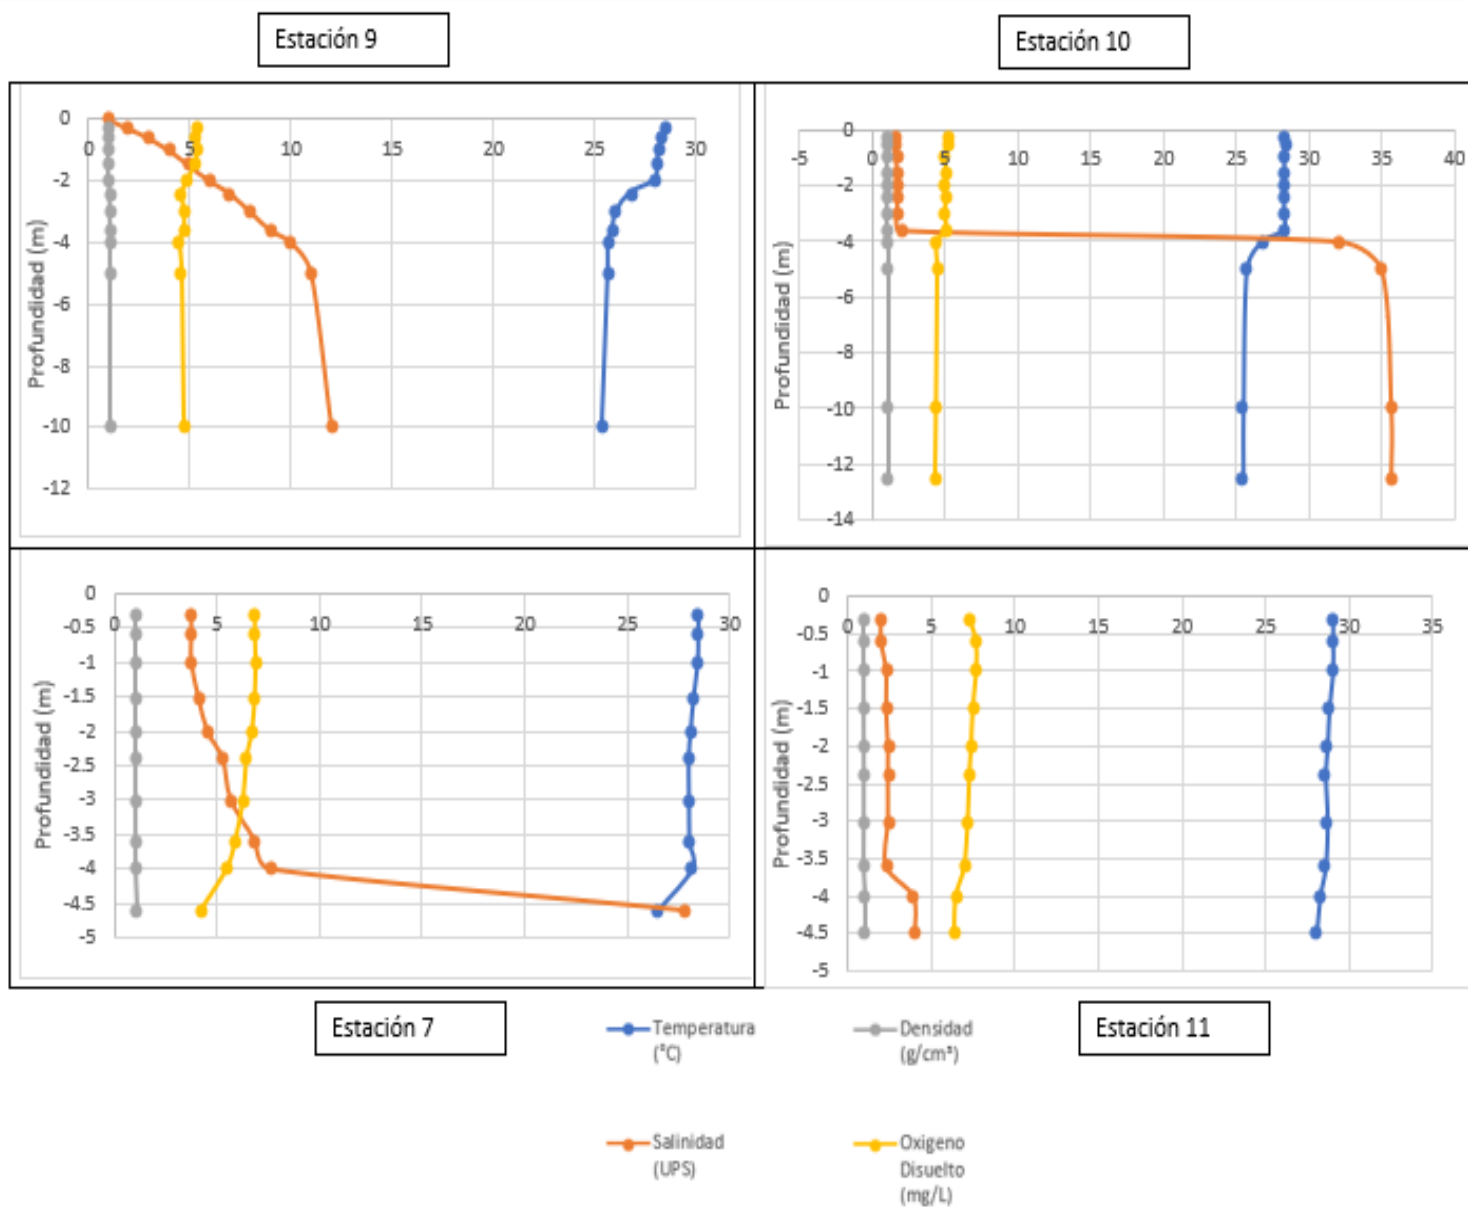 Estación 9
Estación 10
0
0 5 10 15 20 25 30
-2
-4
-6
-8
-10
-12
Profundidad (m)
0
-5 0 5 10 15 20 25 30 35 40
-2
-4
-6
-8
-10
-12
-14
Profundidad (m)
0
0 5 10 15 20 25 30
-0.5
-1
-1.5
-2
-2.5
-3
-3.5
-4
-4.5
-5
Profundidad (m)
0
0 5 10 15 20 25 30 35
-0.5
-1
-1.5
-2
-2.5
-3
-3.5
-4
-4.5
-5
Profundidad (m)
Estación 7
Temperatura
(°C)
Densidad
(g/cm³)
Estación 11
Salinidad
(UPS)
Oxigeno
Disuelto
(mg/L)